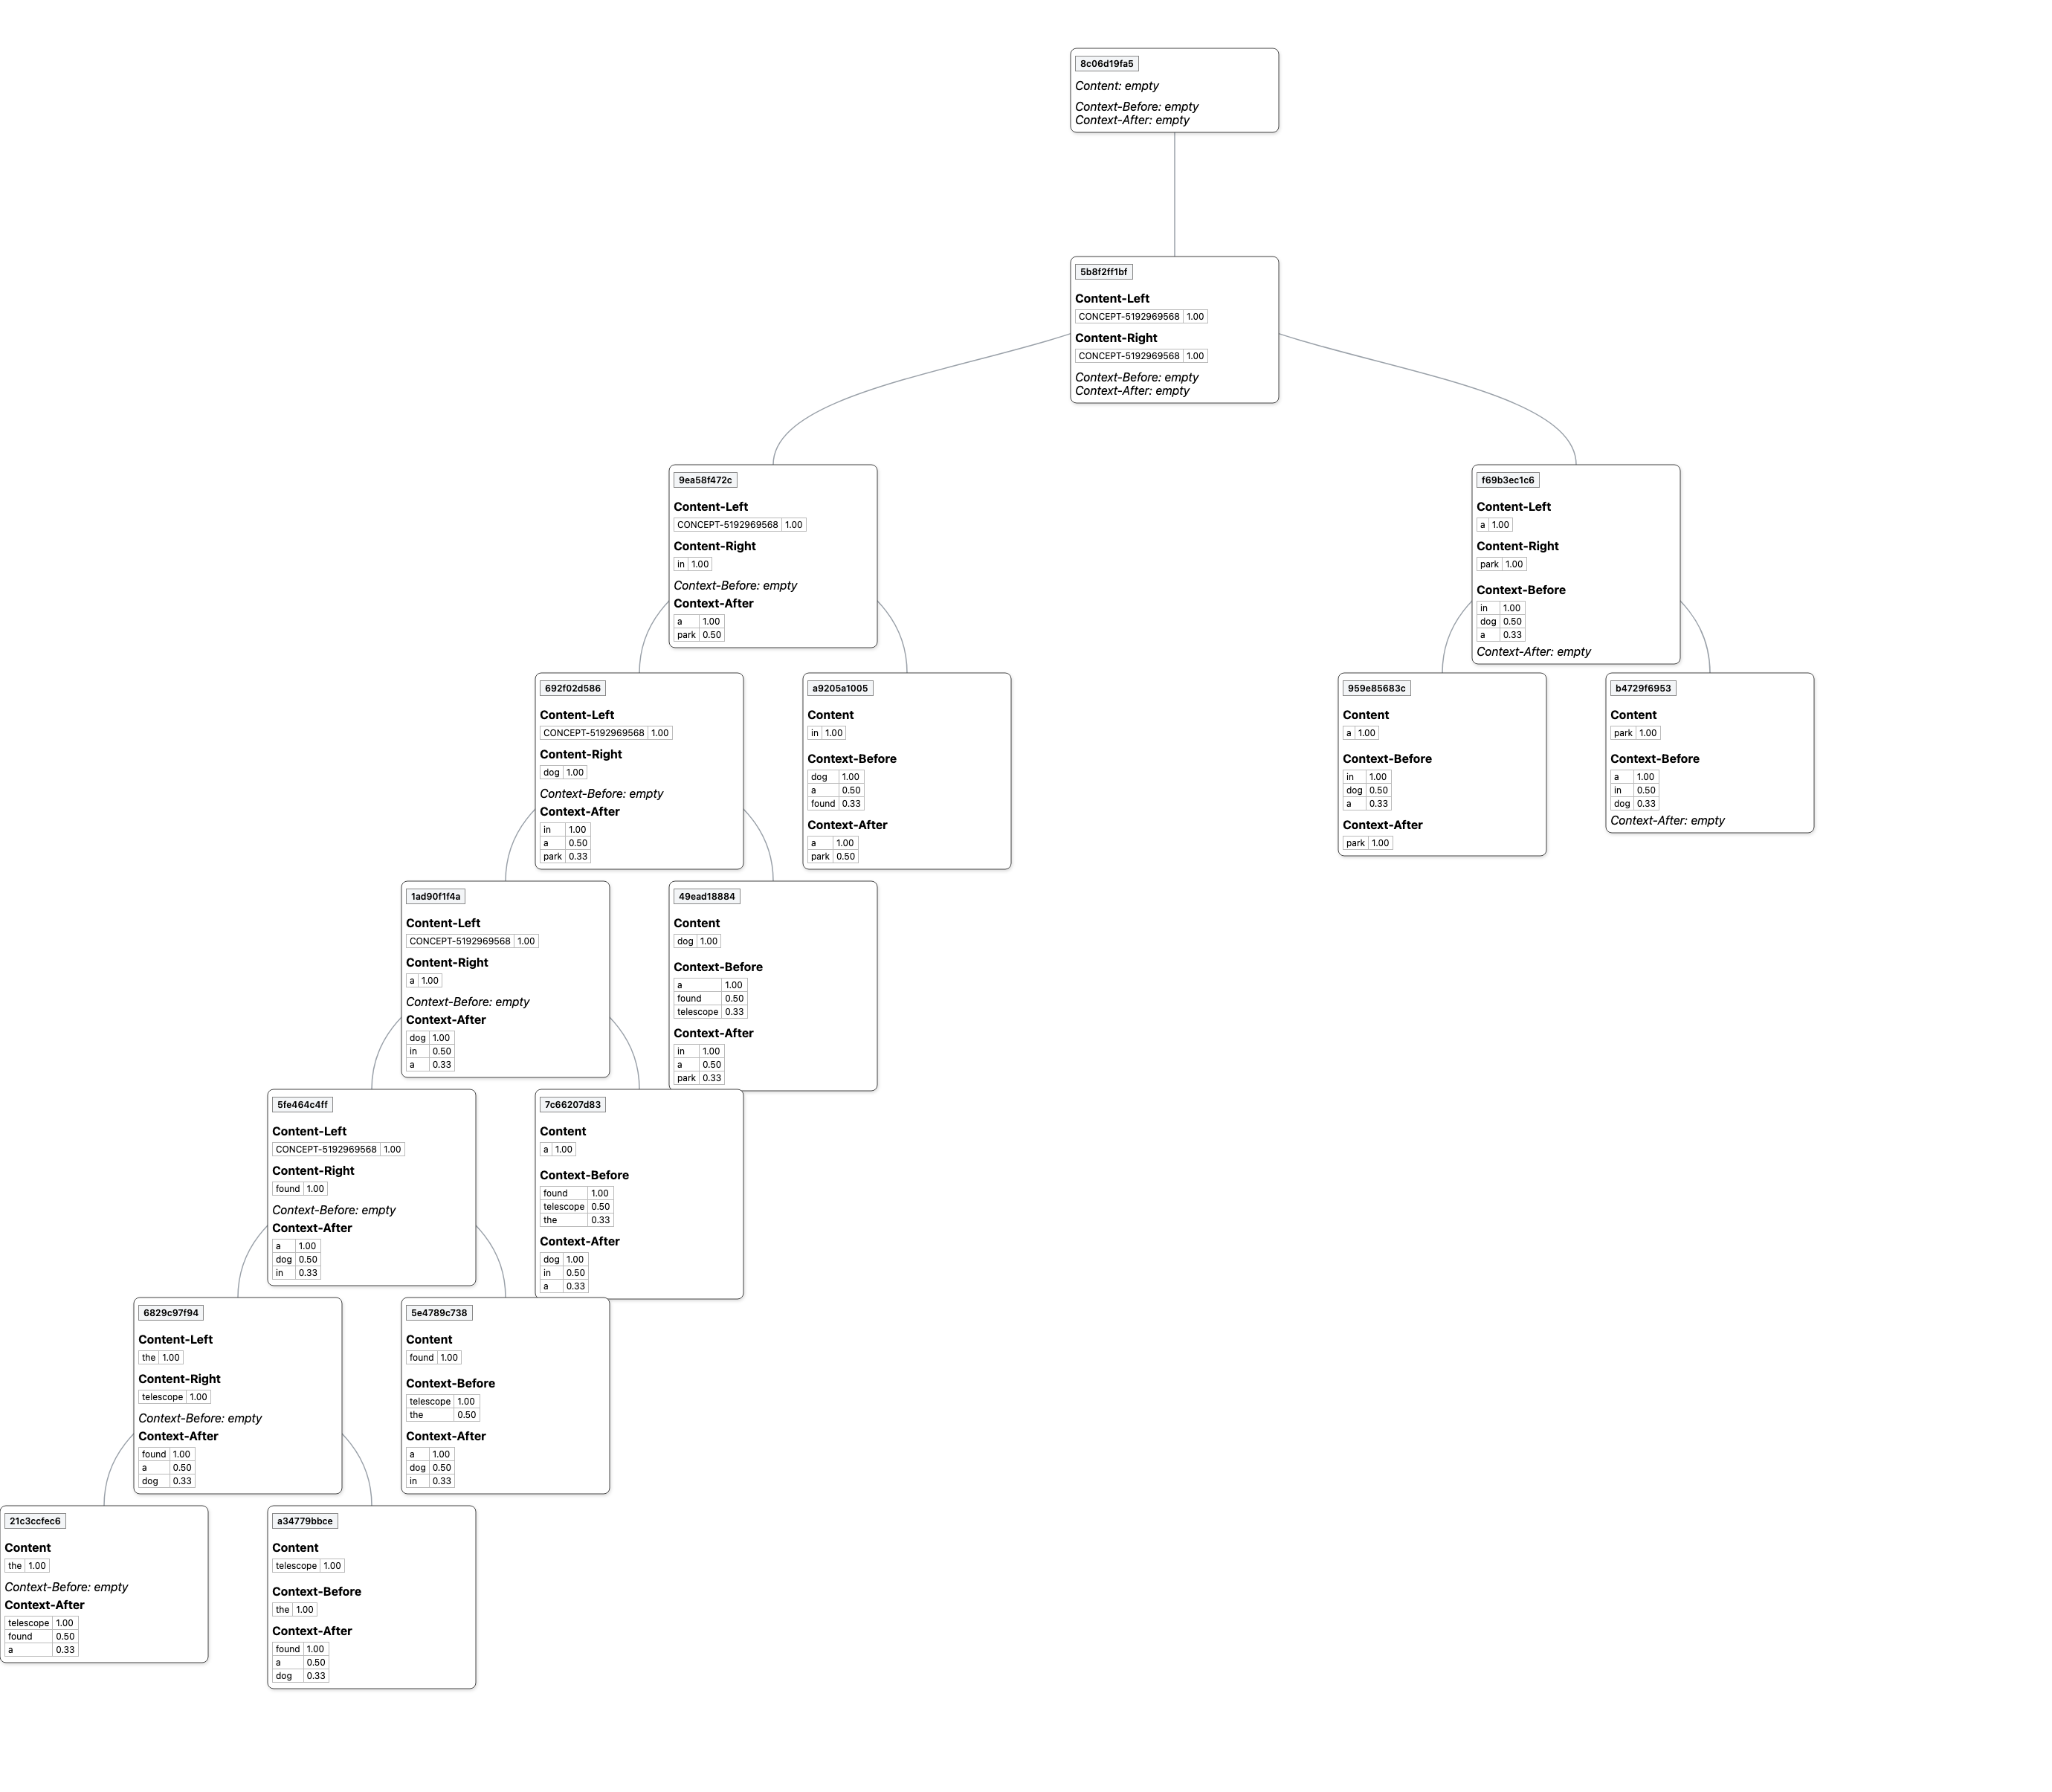 8c06d19fa5
Content: empty
Context-Before: empty
Context-After: empty
5b8f2ff1bf
Content-Left
CONCEPT-5192969568 1.00
Content-Right
CONCEPT-5192969568 1.00
Context-Before: empty
Context-After: empty
9ea58f472c
Content-Left
CONCEPT-5192969568 1.00
Content-Right
in 1.00
Context-Before: empty
Context-After
a 1.00
park 0.50
f69b3ec1c6
Content-Left
a 1.00
Content-Right
park 1.00
Context-Before
in 1.00
dog 0.50
a 0.33
Context-After: empty
692f02d586
Content-Left
CONCEPT-5192969568 1.00
Content-Right
dog 1.00
Context-Before: empty
Context-After
in 1.00
a 0.50
park 0.33
a9205a1005
Content
in 1.00
Context-Before
dog 1.00
a 0.50
found 0.33
Context-After
a 1.00
park 0.50
959e85683c
Content
a 1.00
Context-Before
in 1.00
dog 0.50
a 0.33
Context-After
park 1.00
b4729f6953
Content
park 1.00
Context-Before
a 1.00
in 0.50
dog 0.33
Context-After: empty
1ad90f1f4a
Content-Left
CONCEPT-5192969568 1.00
Content-Right
a 1.00
Context-Before: empty
Context-After
dog 1.00
in 0.50
a 0.33
49ead18884
Content
dog 1.00
Context-Before
a 1.00
found 0.50
telescope 0.33
Context-After
in 1.00
a 0.50
park 0.33
5fe464c4ff
Content-Left
CONCEPT-5192969568 1.00
Content-Right
found 1.00
Context-Before: empty
Context-After
a 1.00
dog 0.50
in 0.33
7c66207d83
Content
a 1.00
Context-Before
found 1.00
telescope 0.50
the 0.33
Context-After
dog 1.00
in 0.50
a 0.33
6829c97f94
Content-Left
the 1.00
Content-Right
telescope 1.00
Context-Before: empty
Context-After
found 1.00
a 0.50
dog 0.33
5e4789c738
Content
found 1.00
Context-Before
telescope 1.00
the 0.50
Context-After
a 1.00
dog 0.50
in 0.33
21c3ccfec6
Content
the 1.00
Context-Before: empty
Context-After
telescope 1.00
found 0.50
a 0.33
a34779bbce
Content
telescope 1.00
Context-Before
the 1.00
Context-After
found 1.00
a 0.50
dog 0.33